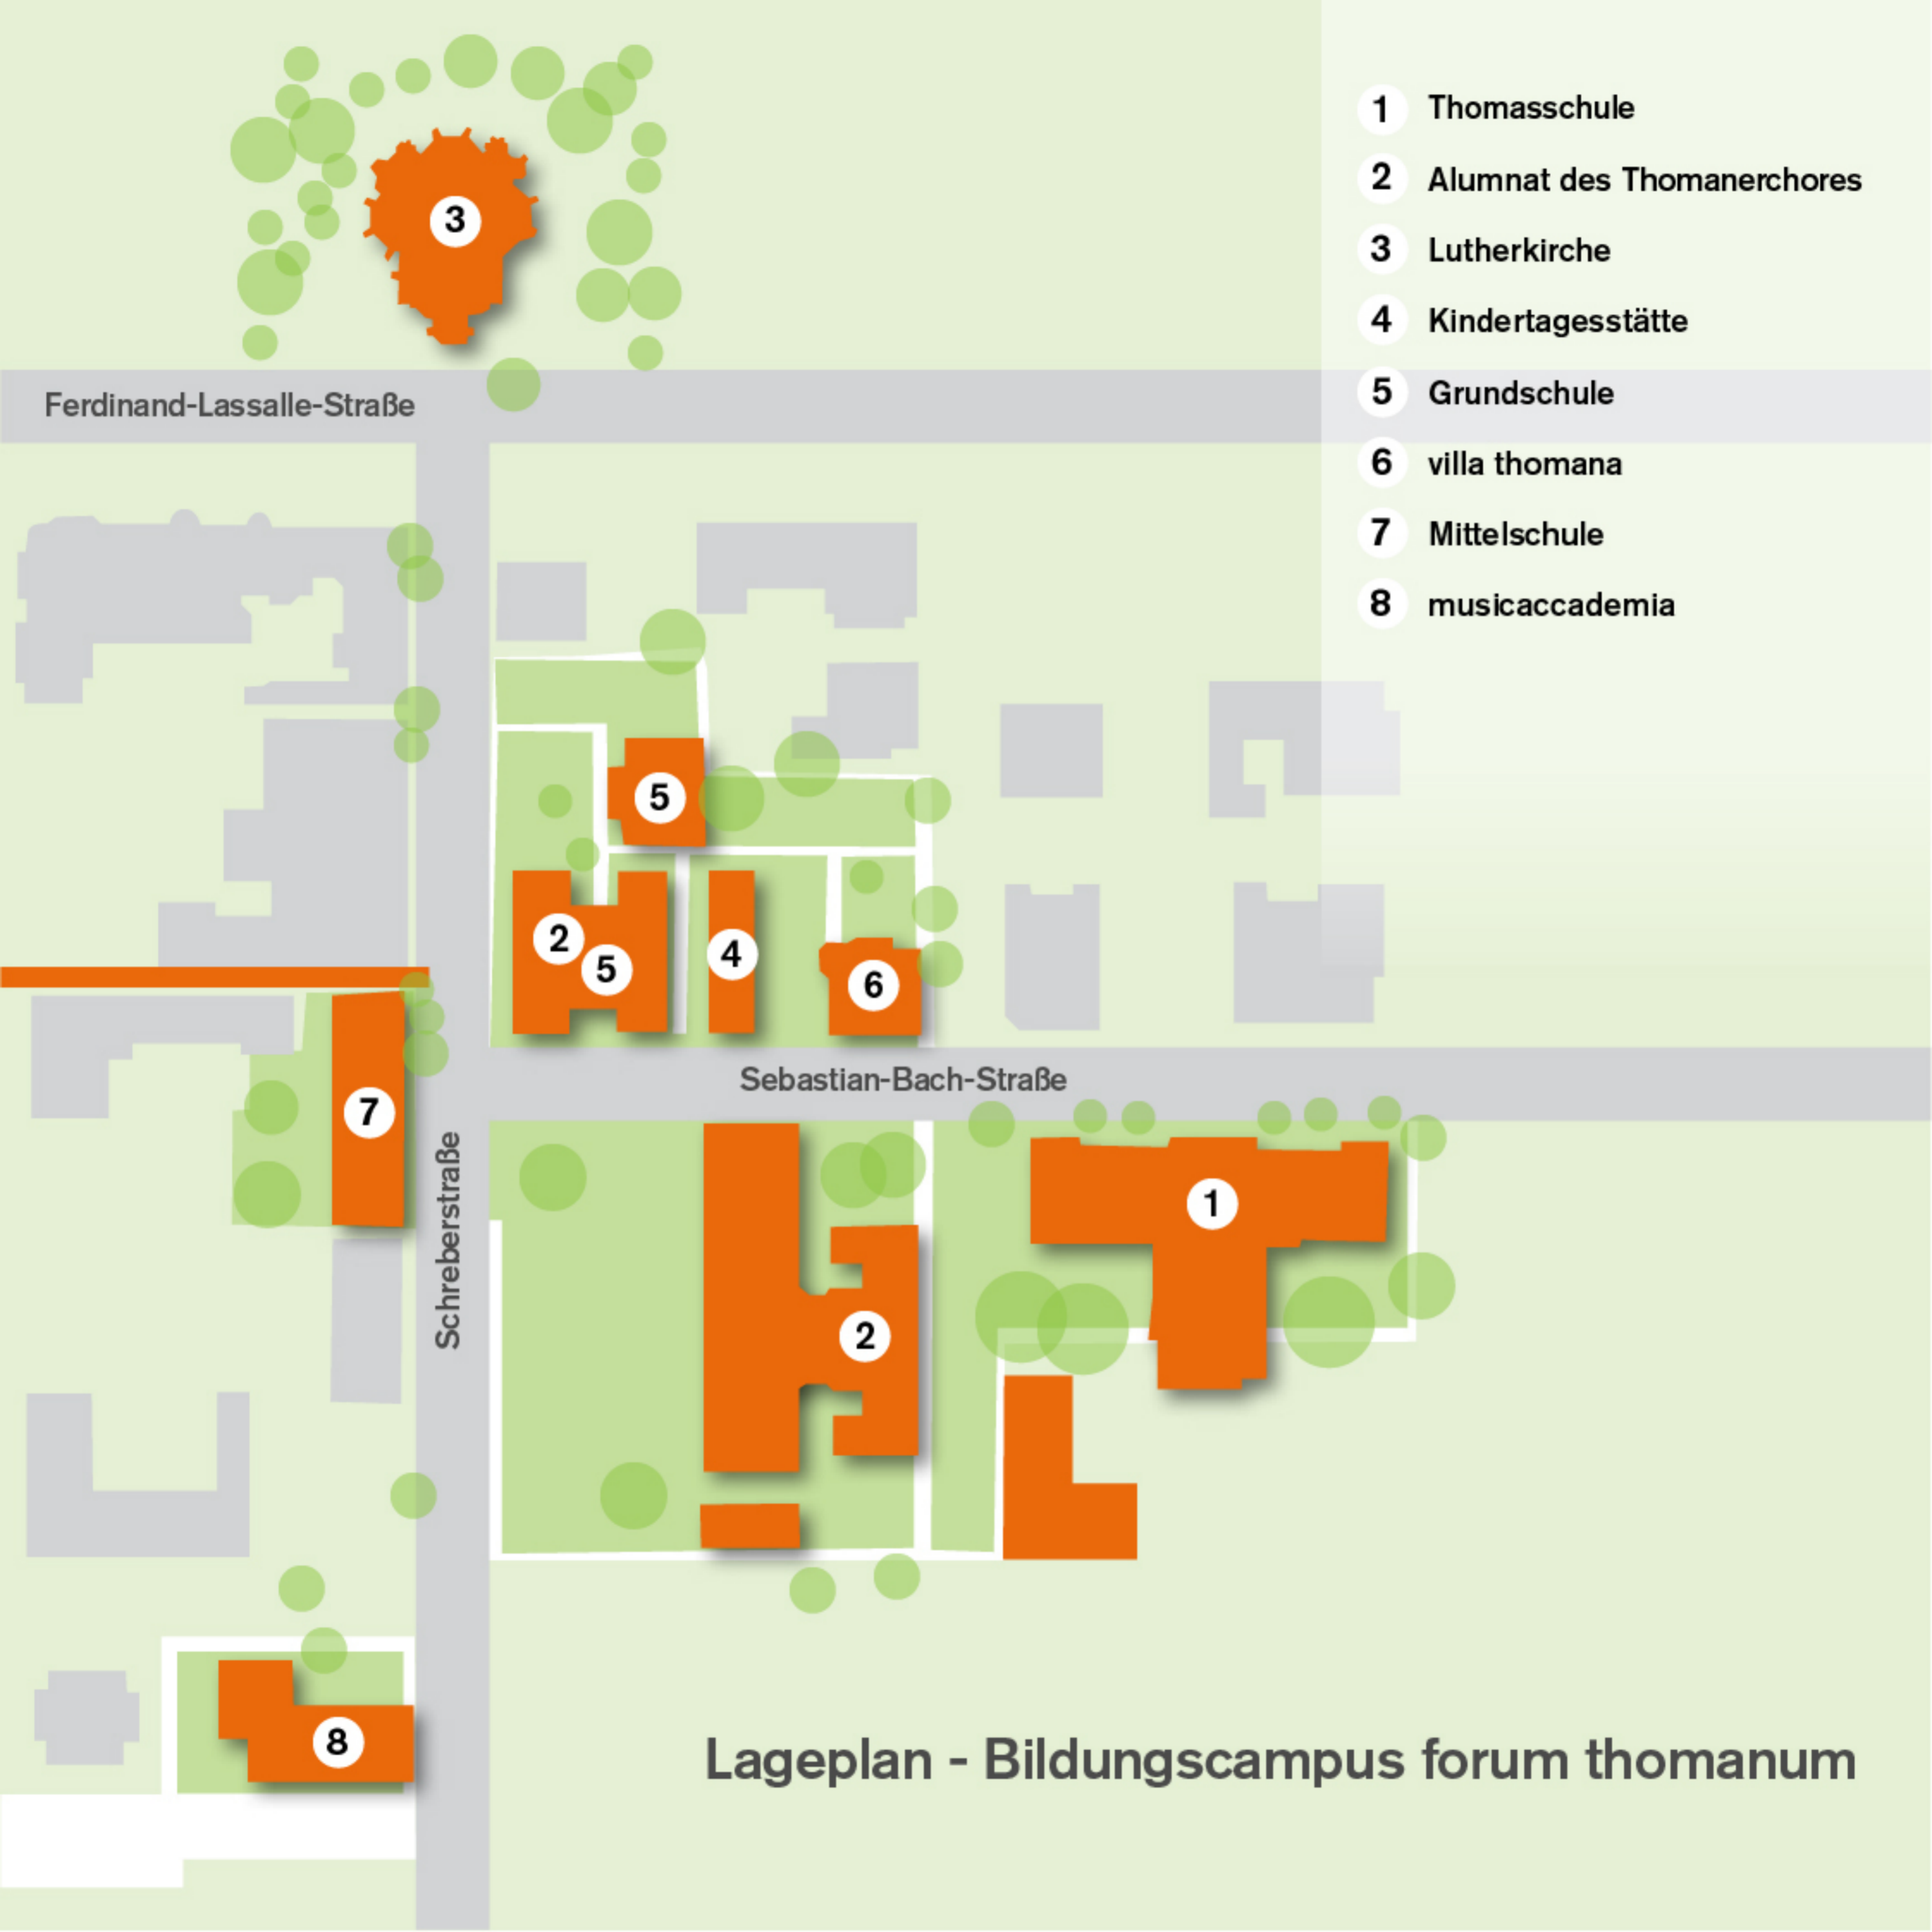 1 Thomasschule
2 Alumnat des Thomanerchores
3 Lutherkirche
4 Kindertagesstätte
5 Grundschule
6 villa thomana
7 Mittelschule
8 musicaccademia
3
Ferdinand-Lassalle-Straße
5
2
5
4
6
Sebastian-Bach-Straße
7
Schreberstraße
1
2
8
Lageplan - Bildungscampus forum thomanum